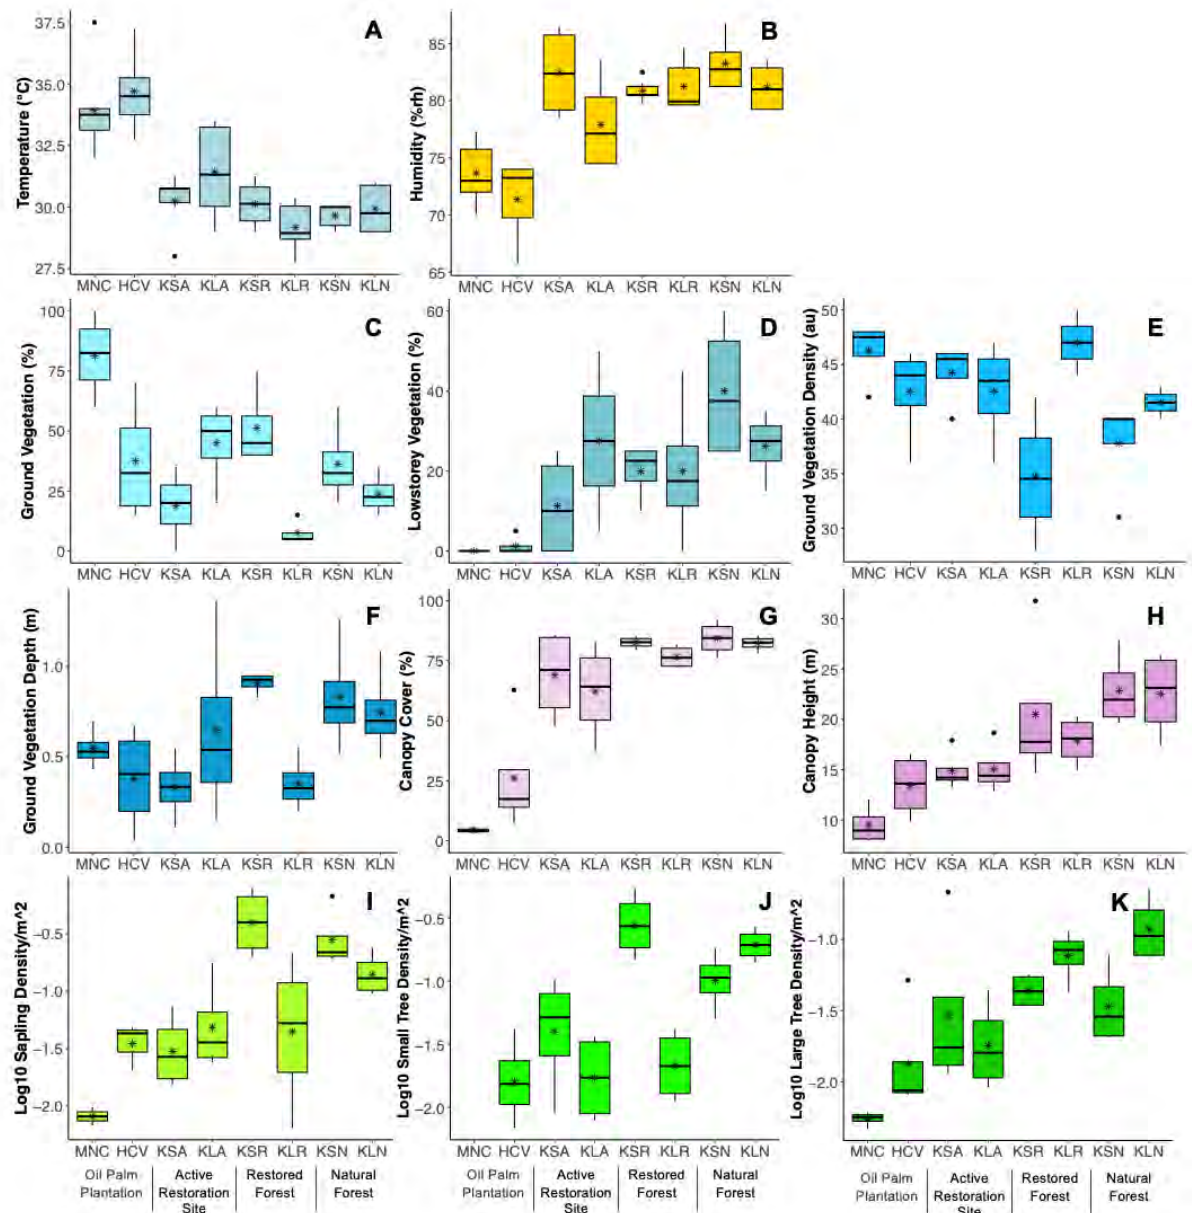 A
Temperature (°C)
37.5
35.0
32.5
30.0
27.5
MNC HCV KSA KLA KSR KLR KSN KLN
B
Humidity (%rh)
85
80
75
70
65
MNC HCV KSA KLA KSR KLR KSN KLN
C
Ground Vegetation (%)
100
75
50
25
0
MNC HCV KSA KLA KSR KLR KSN KLN
D
Lowstorey Vegetation (%)
60
40
20
0
MNC HCV KSA KLA KSR KLR KSN KLN
E
Ground Vegetation Density (au)
50
45
40
35
30
MNC HCV KSA KLA KSR KLR KSN KLN
F
Ground Vegetation Depth (m)
1.0
0.5
0.0
MNC HCV KSA KLA KSR KLR KSN KLN
G
Canopy Cover (%)
100
75
50
25
0
MNC HCV KSA KLA KSR KLR KSN KLN
H
Canopy Height (m)
30
25
20
15
10
MNC HCV KSA KLA KSR KLR KSN KLN
I
Log10 Sapling Density/m^2
−0.5
−1.0
−1.5
−2.0
MNC HCV KSA KLA KSR KLR KSN KLN
Oil Palm Plantation
Active Restoration Site
Restored Forest
Natural Forest
J
Log10 Small Tree Density/m^2
−0.5
−1.0
−1.5
−2.0
MNC HCV KSA KLA KSR KLR KSN KLN
Oil Palm Plantation
Active Restoration Site
Restored Forest
Natural Forest
K
Log10 Large Tree Density/m^2
−1.0
−1.5
−2.0
MNC HCV KSA KLA KSR KLR KSN KLN
Oil Palm Plantation
Active Restoration Site
Restored Forest
Natural Forest